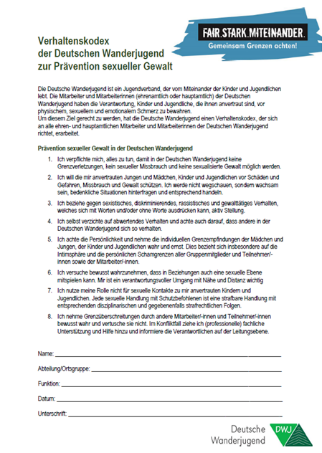 Verhaltenskodex
der Deutschen Wanderjugend
zur Prävention sexueller Gewalt
FAIR STARK MITEINANDER.
Gemeinsam Grenzen achten!
Die Deutsche Wanderjugend ist ein Jugendverband, der vom Miteinander der Kinder und Jugendlichen
lebt. Die Mitarbeiter und Mitarbeiterinnen (ehrenamtlich oder hauptamtlich) der Deutschen
Wanderjugend haben die Verantwortung, Kinder und Jugendliche, die ihnen anvertraut sind, vor
physischem, sexuellem und emotionalem Schmerz zu bewahren.
Um diesem Ziel gerecht zu werden, hat die Deutsche Wanderjugend einen Verhaltenskodex, der sich
an alle ehren- und hauptamtlichen Mitarbeiter und Mitarbeiterinnen der Deutschen Wanderjugend
richtet, erarbeitet.
Prävention sexueller Gewalt in der Deutschen Wanderjugend
1. Ich verpflichte mich, alles zu tun, damit in der Deutschen Wanderjugend keine
Grenzverletzungen, kein sexueller Missbrauch und keine sexualisierte Gewalt möglich werden.
2. Ich will die mir anvertrauten Jungen und Mädchen, Kinder und Jugendlichen vor Schäden und
Gefahren, Missbrauch und Gewalt schützen. Ich werde nicht wegschauen, sondern wachsam
sein, bedenkliche Situationen hinterfragen und entsprechend handeln.
3. Ich beziehe gegen sexistisches, diskriminierendes, rassistisches und gewalttätiges Verhalten,
welches sich mit Worten und/oder ohne Worte ausdrücken kann, aktiv Stellung.
4. Ich selbst verzichte auf abwertendes Verhalten und achte auch darauf, dass andere in der
Deutschen Wanderjugend sich so verhalten.
5. Ich achte die Persönlichkeit und nehme die individuellen Grenzempfindungen der Mädchen und
Jungen, der Kinder und Jugendlichen wahr und ernst. Dies bezieht sich insbesondere auf die
Intimsphäre und die persönlichen Schamgrenzen aller Gruppenmitglieder und Teilnehmer/-
innen sowie der Mitarbeiter/-innen.
6. Ich versuche bewusst wahrzunehmen, dass in Beziehungen auch eine sexuelle Ebene
mitspielen kann. Mir ist ein verantwortungsvoller Umgang mit Nähe und Distanz wichtig
7. Ich nutze meine Rolle nicht für sexuelle Kontakte zu mir anvertrauten Kindern und
Jugendlichen. Jede sexuelle Handlung mit Schutzbefohlenen ist eine strafbare Handlung mit
entsprechenden disziplinarischen und gegebenenfalls strafrechtlichen Folgen.
8. Ich nehme Grenzüberschreitungen durch andere Mitarbeiter/-innen und Teilnehmer/-innen
bewusst wahr und vertusche sie nicht. Im Konfliktfall ziehe ich (professionelle) fachliche
Unterstützung und Hilfe hinzu und informiere die Verantwortlichen auf der Leitungsebene.
Name:
Abteilung/Ortsgruppe:
Funktion:
Datum:
Unterschrift:
Deutsche
Wanderjugend
DWJ